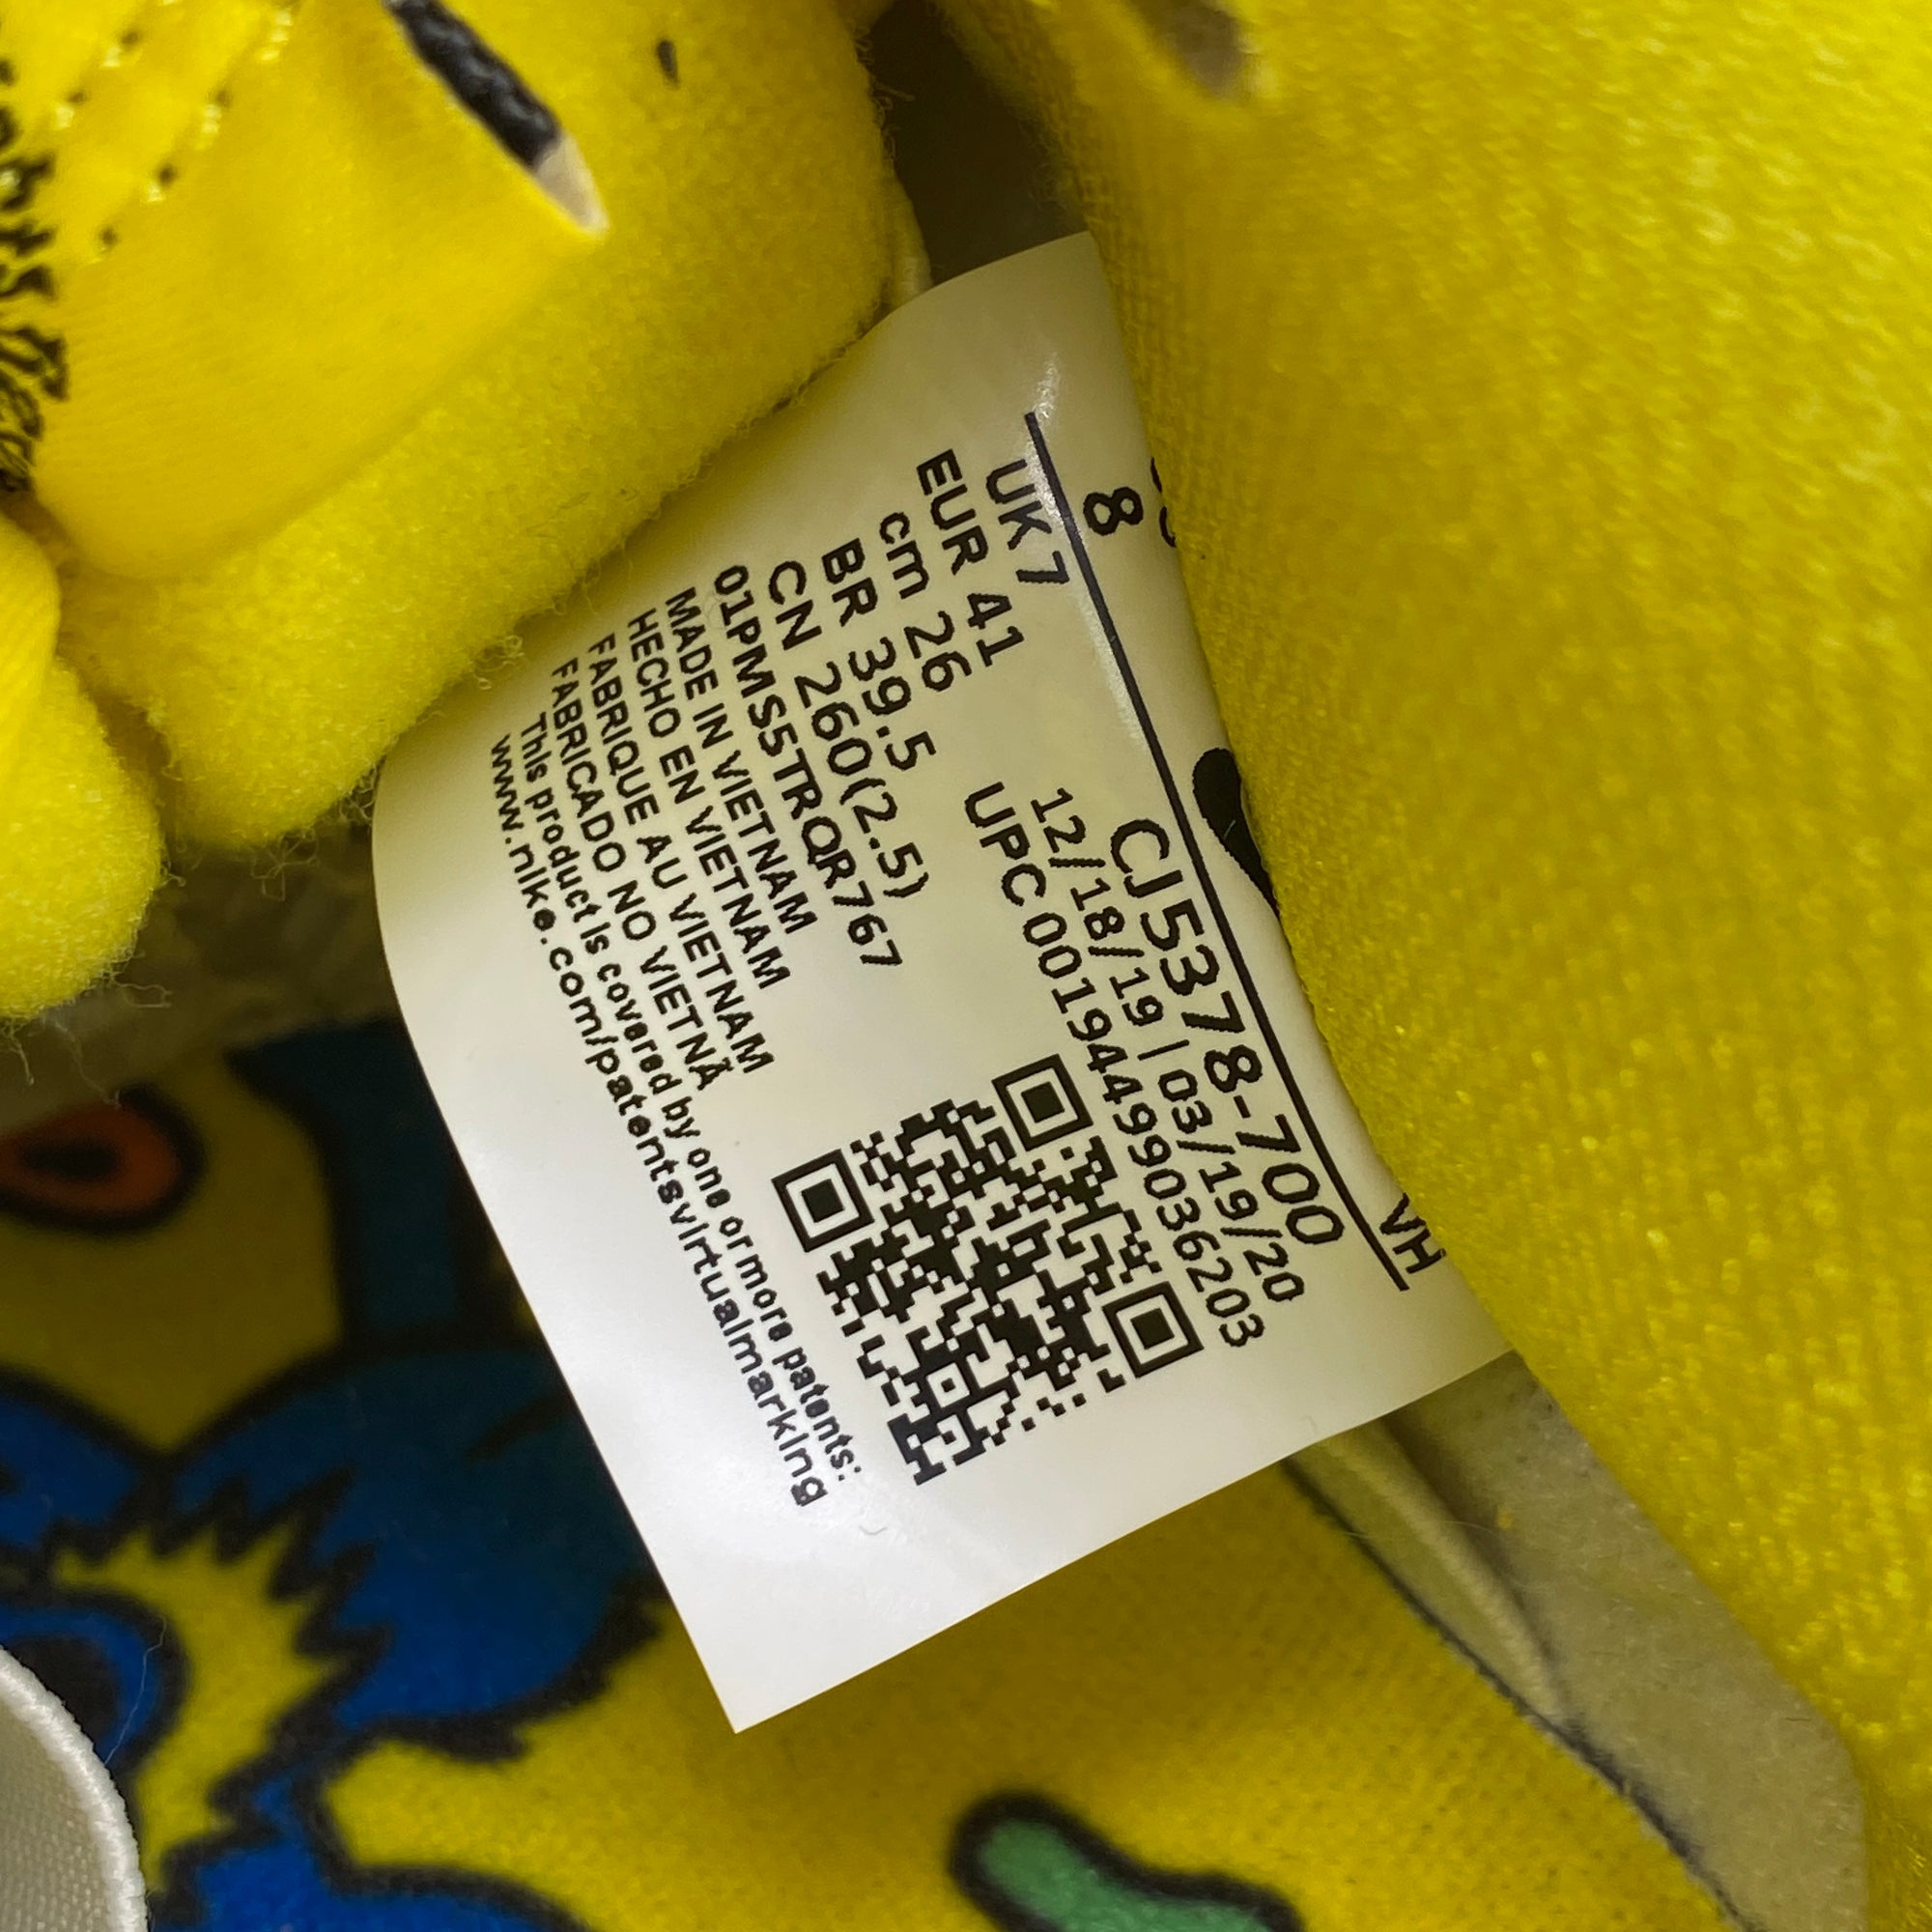 8
VH
UK 7
EUR 41
cm 26
BR 39.5
CN 260(2.5)
01PMS5TRQR767
CJ5378-700
12/18/19 | 03/19/20
UPC 00194499036203
MADE IN VIETNAM
HECHO EN VIETNAM
FABRIQUE AU VIETNAM
FABRICADO NO VIETNÃ
This product is covered by one or more patents:
www.nike.com/patentsvirtualmarking